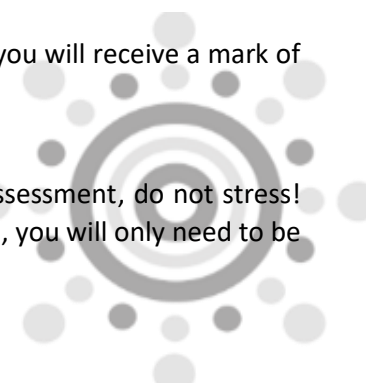 you will receive a mark of
ssessment, do not stress!
, you will only need to be